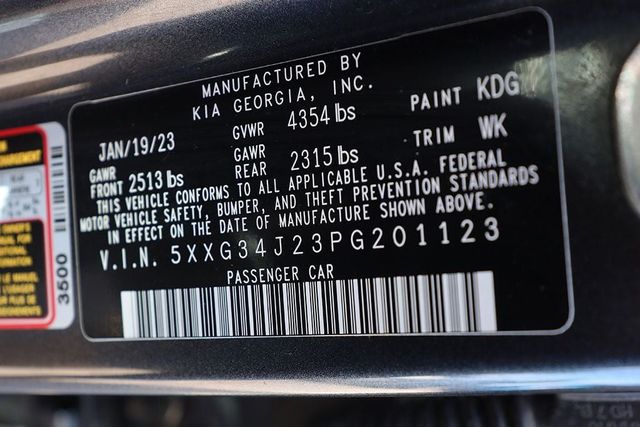 MANUFACTURED BY
KIA GEORGIA, INC.
JAN/19/23 GVWR 4354 lbs PAINT KDG
GAWR FRONT 2513 lbs GAWR REAR 2315 lbs TRIM WK
THIS VEHICLE CONFORMS TO ALL APPLICABLE U.S.A. FEDERAL
MOTOR VEHICLE SAFETY, BUMPER, AND THEFT PREVENTION STANDARDS
IN EFFECT ON THE DATE OF MANUFACTURE SHOWN ABOVE.
V.I.N. 5XXG34J23PG201123
PASSENGER CAR
3500